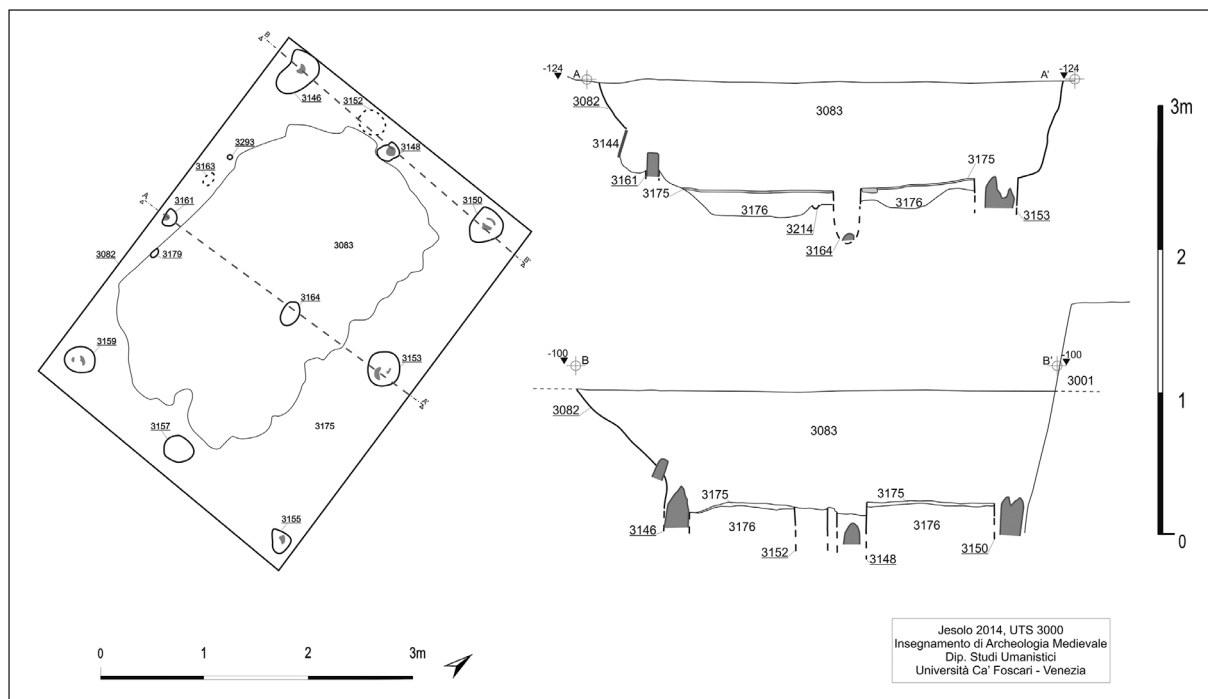 B
3146
3152
3293
3148
3163
A
3161
3150
3083
3082
3179
B'
3164
3159
3153
A'
3157
3175
3155
0 1 2 3m
-124 A A' -124
3082
3083
3144
3175
3161
3175
3176 3176
3214 3153
3164
-100 B B' -100
3001
3082
3083
3175 3175
3146 3176 3176
3152 3148 3150
3m
2
1
0
Jesolo 2014, UTS 3000
Insegnamento di Archeologia Medievale
Dip. Studi Umanistici
Università Ca' Foscari - Venezia